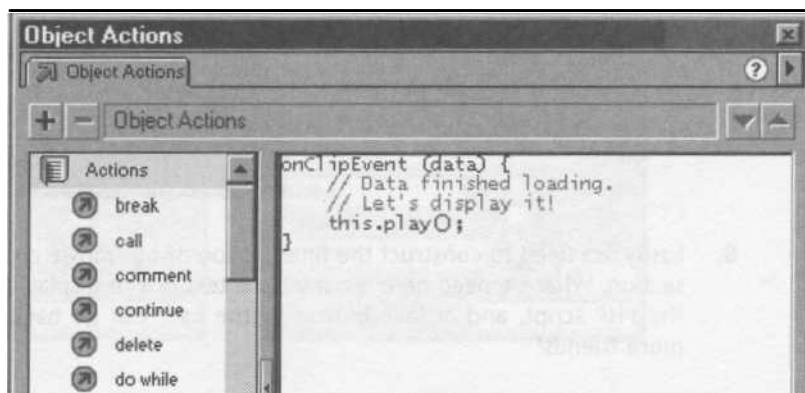 Object Actions
Object Actions
?
+ - Object Actions
Actions
break
call
comment
continue
delete
do while
onClipEvent (data) {
// Data finished loading.
// Let's display it!
this.play();
}